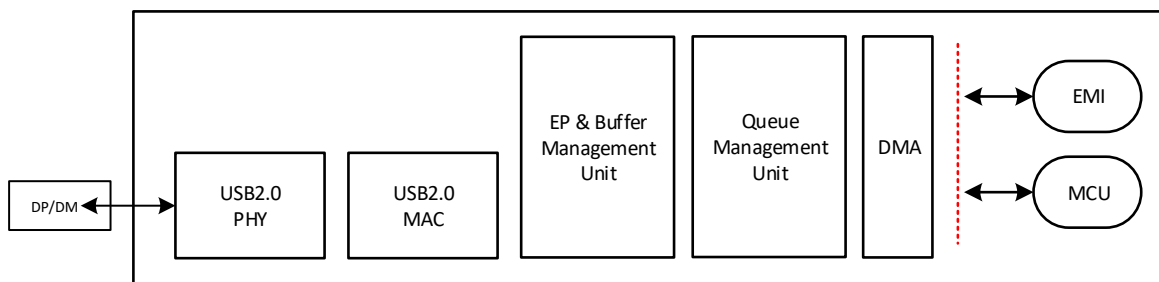 DP/DM
USB2.0
PHY
USB2.0
MAC
EP & Buffer
Management
Unit
Queue
Management
Unit
DMA
EMI
MCU